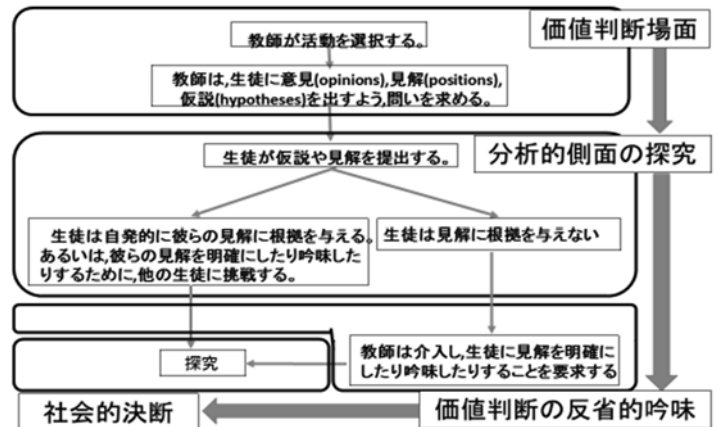 教師が活動を選択する。
価値判断場面
教師は,生徒に意見(opinions),見解(positions),
仮説(hypotheses)を出すよう,問いを求める。
生徒が仮説や見解を提出する。
分析的側面の探究
生徒は自発的に彼らの見解に根拠を与える。
あるいは,彼らの見解を明確にしたり吟味した
りするために,他の生徒に挑戦する。
生徒は見解に根拠を与えない
探究
教師は介入し,生徒に見解を明確に
したり吟味したりすることを要求する
社会的決断
価値判断の反省的吟味